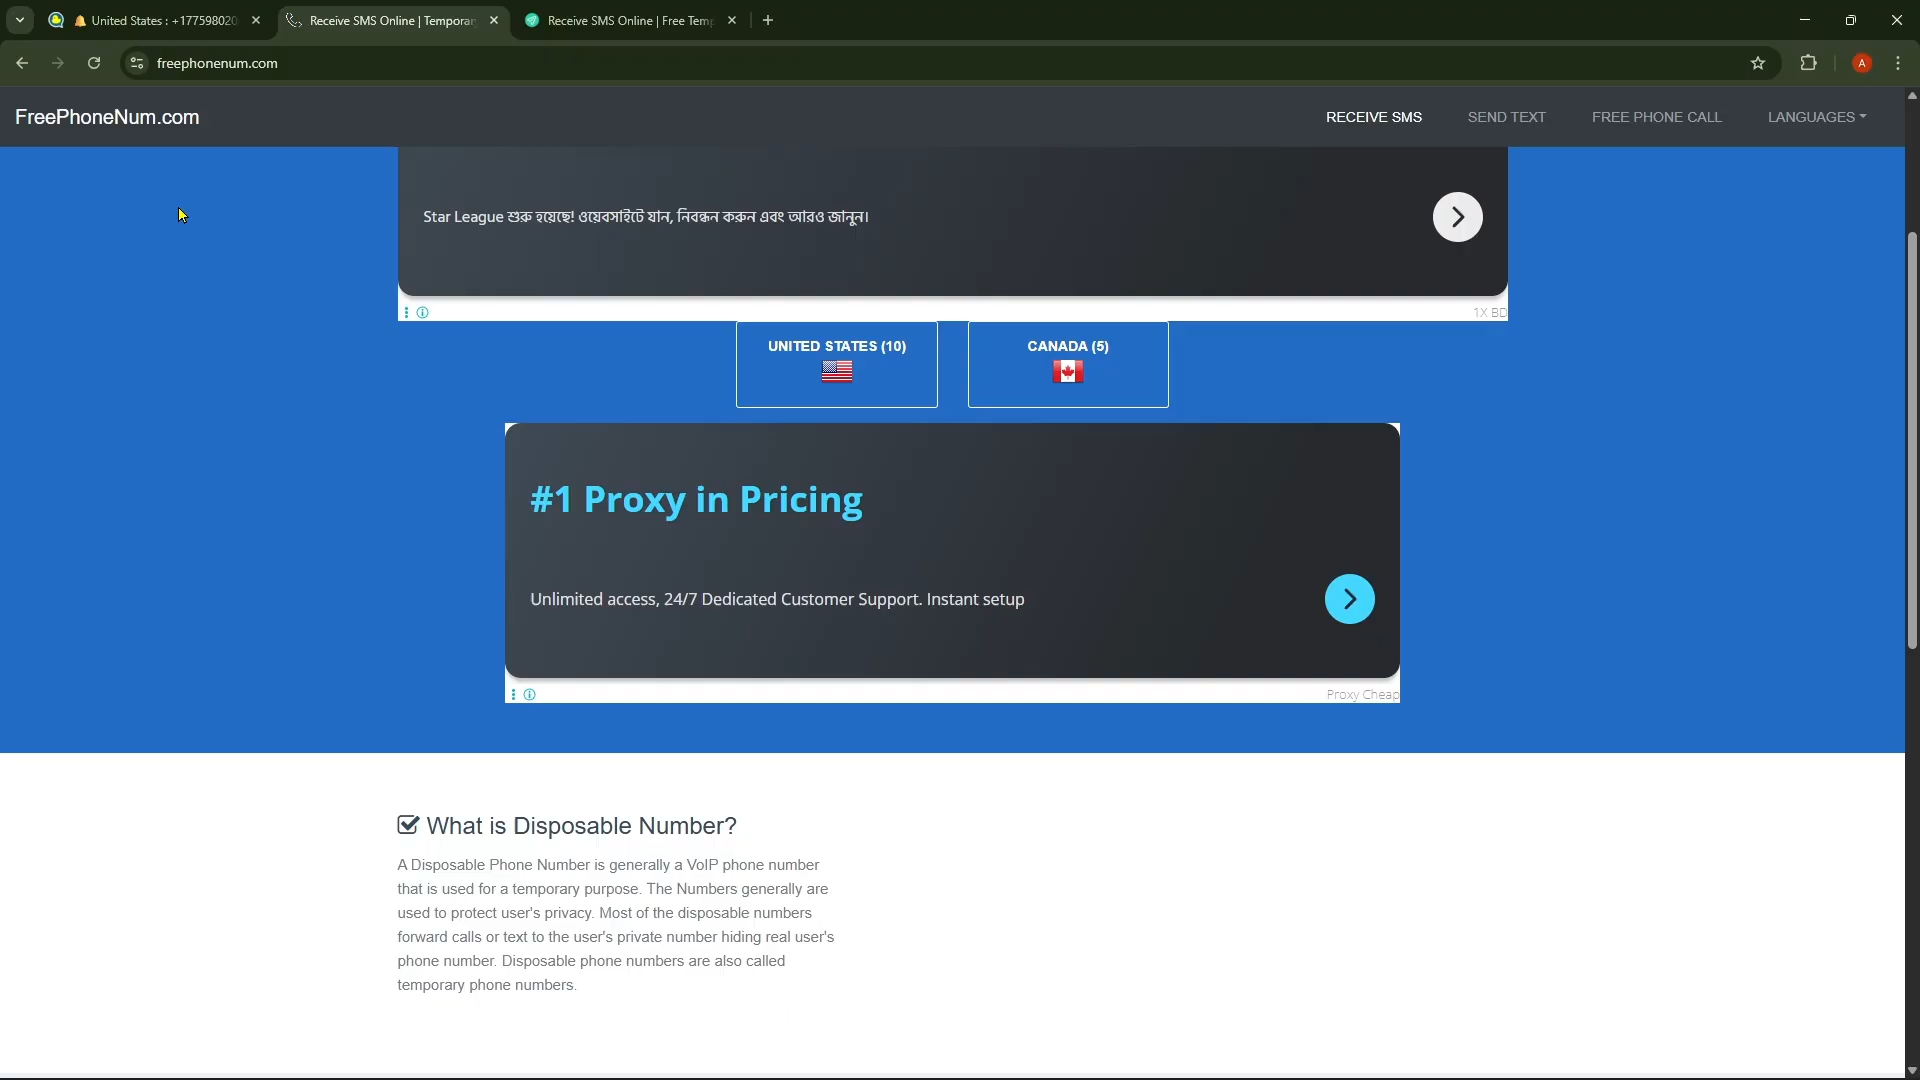 United States : +177598020
Receive SMS Online | Temporar
Receive SMS Online | Free Temp
freephonenum.com
A
FreePhoneNum.com
RECEIVE SMS
SEND TEXT
FREE PHONE CALL
LANGUAGES
Star League শুরু হয়েছে! ওয়েবসাইটে যান, নিবন্ধন করুন এবং আরও জানুন।
1X BD
UNITED STATES (10)
CANADA (5)
#1 Proxy in Pricing
Unlimited access, 24/7 Dedicated Customer Support. Instant setup
Proxy Cheap
What is Disposable Number?
A Disposable Phone Number is generally a VoIP phone number
that is used for a temporary purpose. The Numbers generally are
used to protect user's privacy. Most of the disposable numbers
forward calls or text to the user's private number hiding real user's
phone number. Disposable phone numbers are also called
temporary phone numbers.